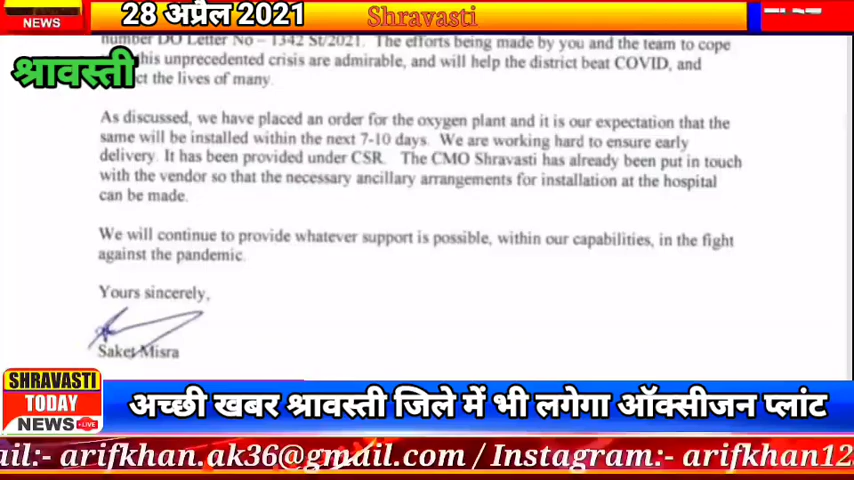 NEWS
28 अप्रैल 2021
Shravasti
श्रावस्ती
number DO Letter No – 1342 St/2021. The efforts being made by you and the team to cope
this unprecedented crisis are admirable, and will help the district beat COVID, and
ct the lives of many.
As discussed, we have placed an order for the oxygen plant and it is our expectation that the
same will be installed within the next 7-10 days. We are working hard to ensure early
delivery. It has been provided under CSR. The CMO Shravasti has already been put in touch
with the vendor so that the necessary ancillary arrangements for installation at the hospital
can be made.
We will continue to provide whatever support is possible, within our capabilities, in the fight
against the pandemic.
Yours sincerely,
Saket Misra
SHRAVASTI
TODAY
NEWS LIVE
अच्छी खबर श्रावस्ती जिले में भी लगेगा ऑक्सीजन प्लांट
ail:- arifkhan.ak36@gmail.com / Instagram:- arifkhan12